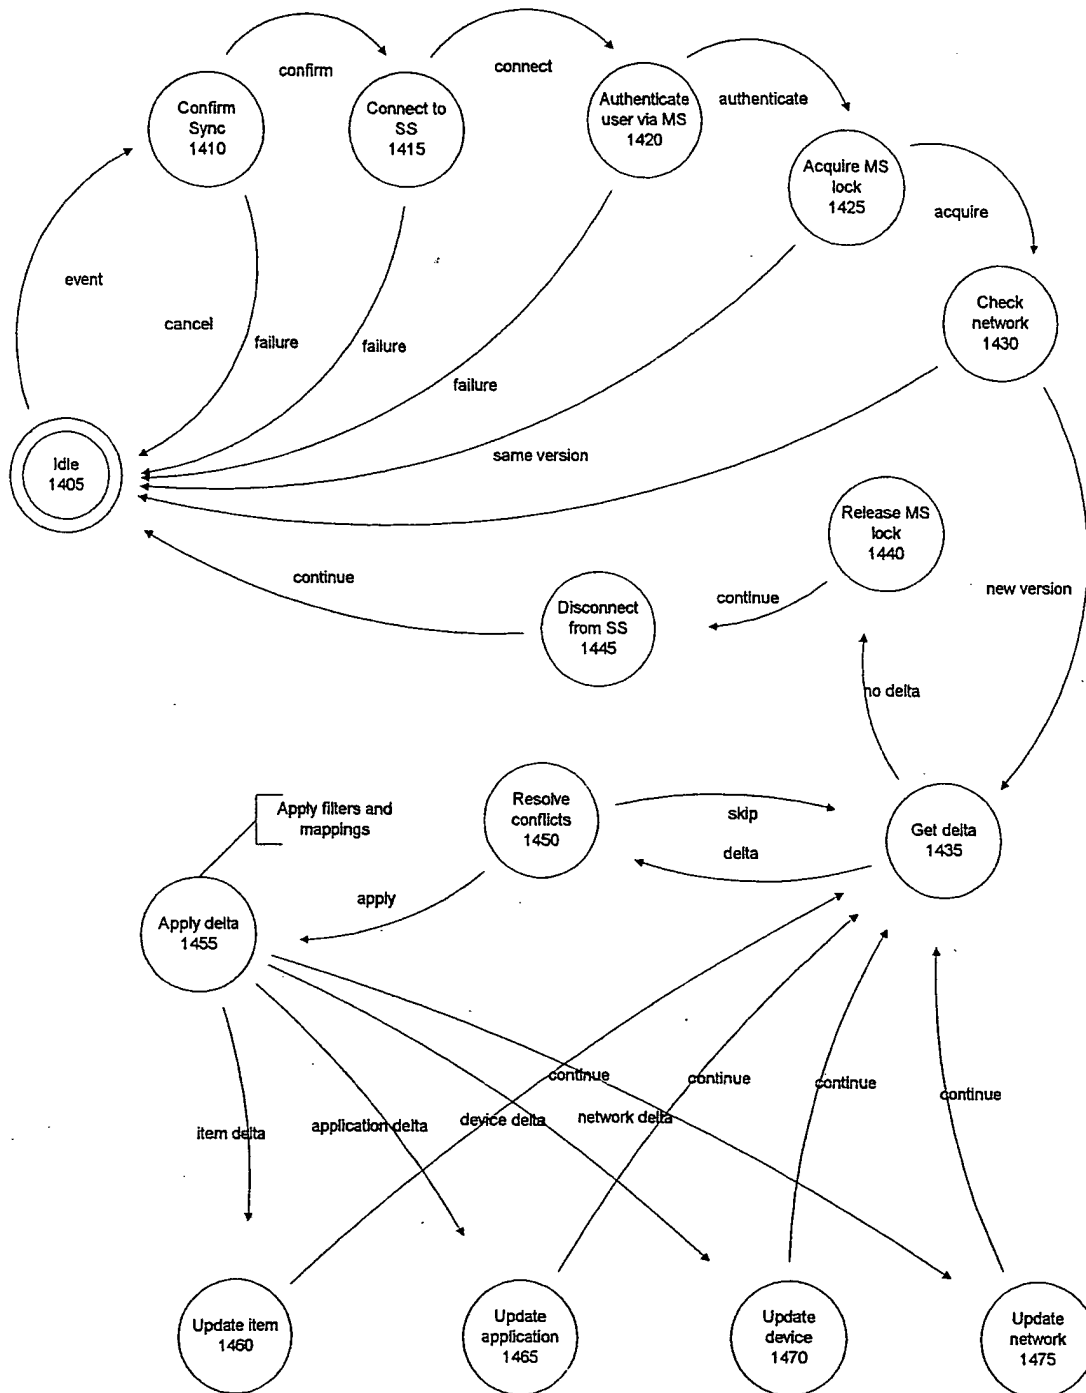 confirm
connect
authenticate
Confirm
Sync
1410
Connect to
SS
1415
Authenticate
user via MS
1420
Acquire MS
lock
1425
acquire
event
cancel
failure
failure
failure
Check
network
1430
Idle
1405
same version
Release MS
lock
1440
new version
continue
continue
Disconnect
from SS
1445
no delta
Apply filters and
mappings
Resolve
conflicts
1450
skip
delta
Get delta
1435
apply
Apply delta
1455
continue
continue
continue
continue
item delta
application delta
device delta
network delta
Update item
1460
Update
application
1465
Update
device
1470
Update
network
1475